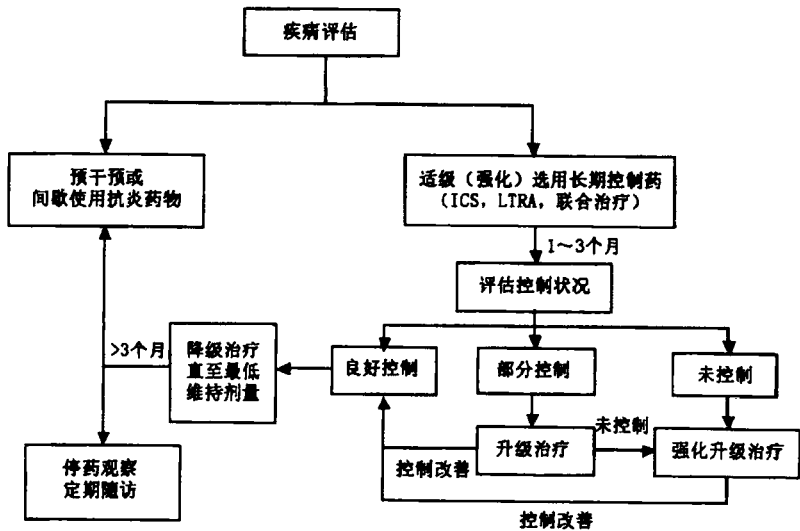 疾病评估
预干预或
间歇使用抗炎药物
适级（强化）选用长期控制药
（ICS，LTRA，联合治疗）
1～3个月
评估控制状况
>3个月
降级治疗
直至最低
维持剂量
良好控制
部分控制
未控制
升级治疗
未控制
强化升级治疗
控制改善
停药观察
定期随访
控制改善